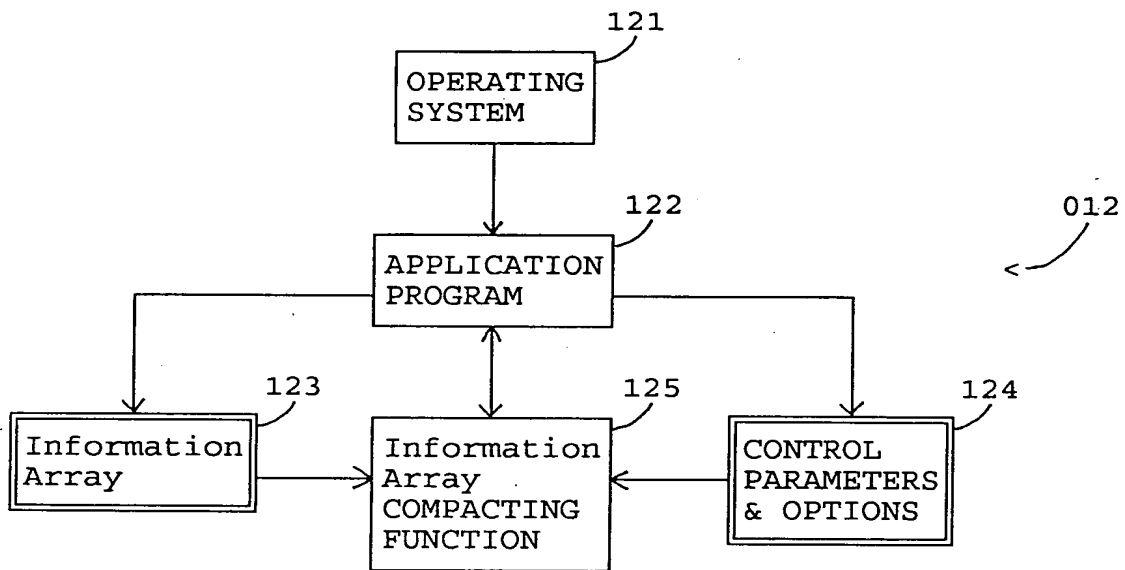 121
OPERATING
SYSTEM
122
012
APPLICATION
PROGRAM
123
125
124
Information
Array
Information
Array
COMPACTING
FUNCTION
CONTROL
PARAMETERS
& OPTIONS